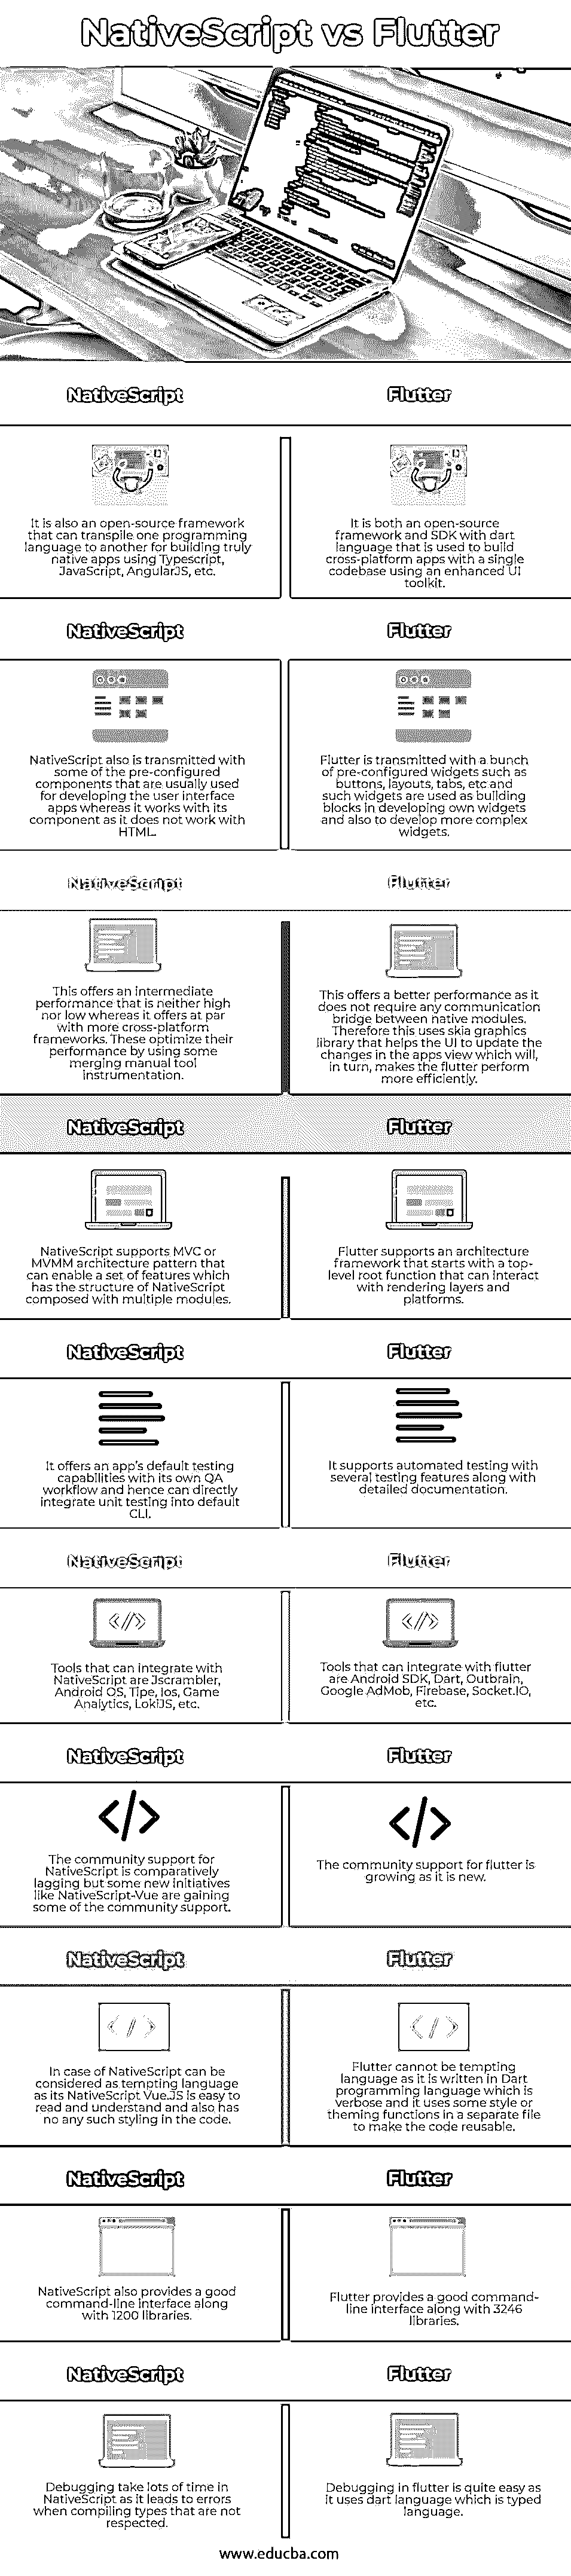 NativeScript vs Flutter
NativeScript
Flutter
It is also an open-source framework
that can transpile one programming
language to another for building truly
native apps using Typescript,
JavaScript, AngularJS, etc.
It is both an open-source
framework and SDK with dart
language that is used to build
cross-platform apps with a single
codebase using an enhanced UI
toolkit.
NativeScript
Flutter
NativeScript also is transmitted with
some of the pre-configured
components that are usually used
for developing the user interface
apps whereas it works with its
component as it does not work with
HTML.
Flutter is transmitted with a bunch
of pre-configured widgets such as
buttons, layouts, tabs, etc and
such widgets are used as building
blocks in developing own widgets
and also to develop more complex
widgets.
NativeScript
Flutter
This offers an intermediate
performance that is neither high
nor low whereas it offers at par
with more cross-platform
frameworks. These optimize their
performance by using some
merging manual tool
instrumentation.
This offers a better performance as it
does not require any communication
bridge between native modules.
Therefore this uses skia graphics
library that helps the UI to update the
changes in the apps view which will,
in turn, makes the flutter perform
more efficiently.
NativeScript
Flutter
NativeScript supports MVC or
MVMM architecture pattern that
can enable a set of features which
has the structure of NativeScript
composed with multiple modules.
Flutter supports an architecture
framework that starts with a top-
level root function that can interact
with rendering layers and
platforms.
NativeScript
Flutter
It offers an app's default testing
capabilities with its own QA
workflow and hence can directly
integrate unit testing into default
CLI.
It supports automated testing with
several testing features along with
detailed documentation.
NativeScript
Flutter
Tools that can integrate with
NativeScript are Jscrambler,
Android OS, Tipe, Ios, Game
Analytics, LokiJS, etc.
Tools that can integrate with flutter
are Android SDK, Dart, Outbrain,
Google AdMob, Firebase, Socket.IO,
etc.
NativeScript
Flutter
The community support for
NativeScript is comparatively
lagging but some new initiatives
like NativeScript-Vue are gaining
some of the community support.
The community support for flutter is
growing as it is new.
NativeScript
Flutter
In case of NativeScript can be
considered as tempting language
as its NativeScript Vue.JS is easy to
read and understand and also has
no any such styling in the code.
Flutter cannot be tempting
language as it is written in Dart
programming language which is
verbose and it uses some style or
theming functions in a separate file
to make the code reusable.
NativeScript
Flutter
NativeScript also provides a good
command-line interface along
with 1200 libraries.
Flutter provides a good command-
line interface along with 3246
libraries.
NativeScript
Flutter
Debugging take lots of time in
NativeScript as it leads to errors
when compiling types that are not
respected.
Debugging in flutter is quite easy as
it uses dart language which is typed
language.
www.educba.com